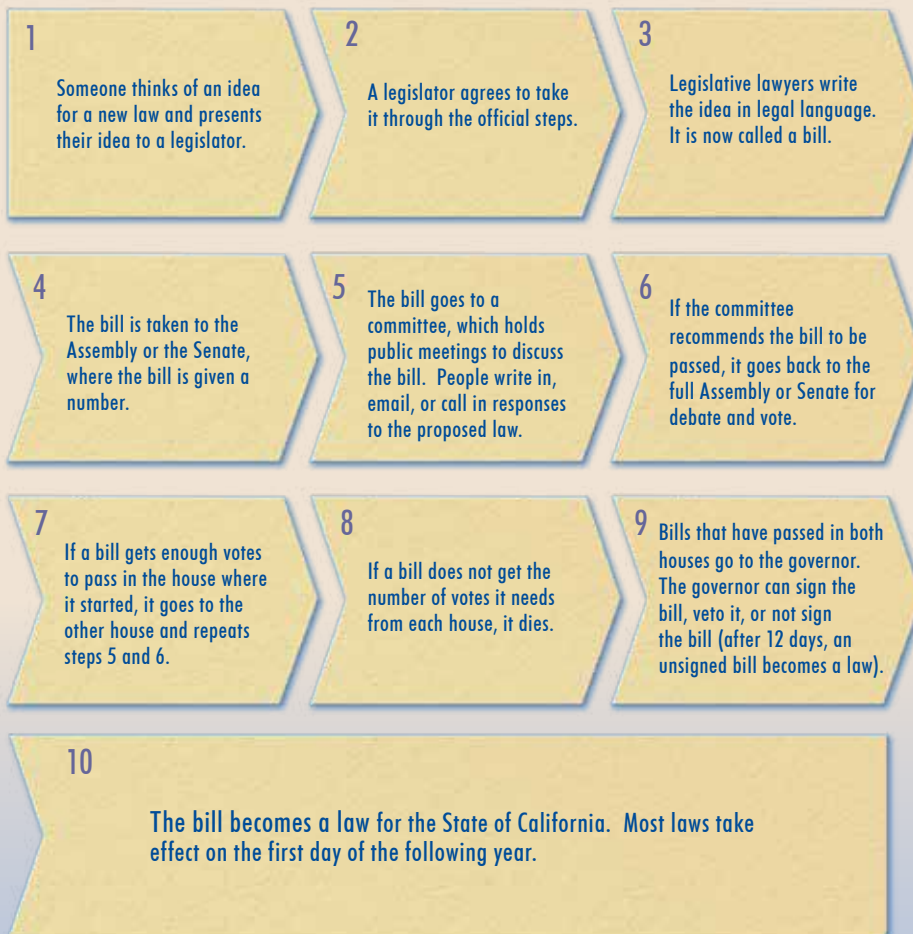 1
Someone thinks of an idea
for a new law and presents
their idea to a legislator.
2
A legislator agrees to take
it through the official steps.
3
Legislative lawyers write
the idea in legal language.
It is now called a bill.
4
The bill is taken to the
Assembly or the Senate,
where the bill is given a
number.
5
The bill goes to a
committee, which holds
public meetings to discuss
the bill. People write in,
email, or call in responses
to the proposed law.
6
If the committee
recommends the bill to be
passed, it goes back to the
full Assembly or Senate for
debate and vote.
7
If a bill gets enough votes
to pass in the house where
it started, it goes to the
other house and repeats
steps 5 and 6.
8
If a bill does not get the
number of votes it needs
from each house, it dies.
9
Bills that have passed in both
houses go to the governor.
The governor can sign the
bill, veto it, or not sign
the bill (after 12 days, an
unsigned bill becomes a law).
10
The bill becomes a law for the State of California. Most laws take
effect on the first day of the following year.